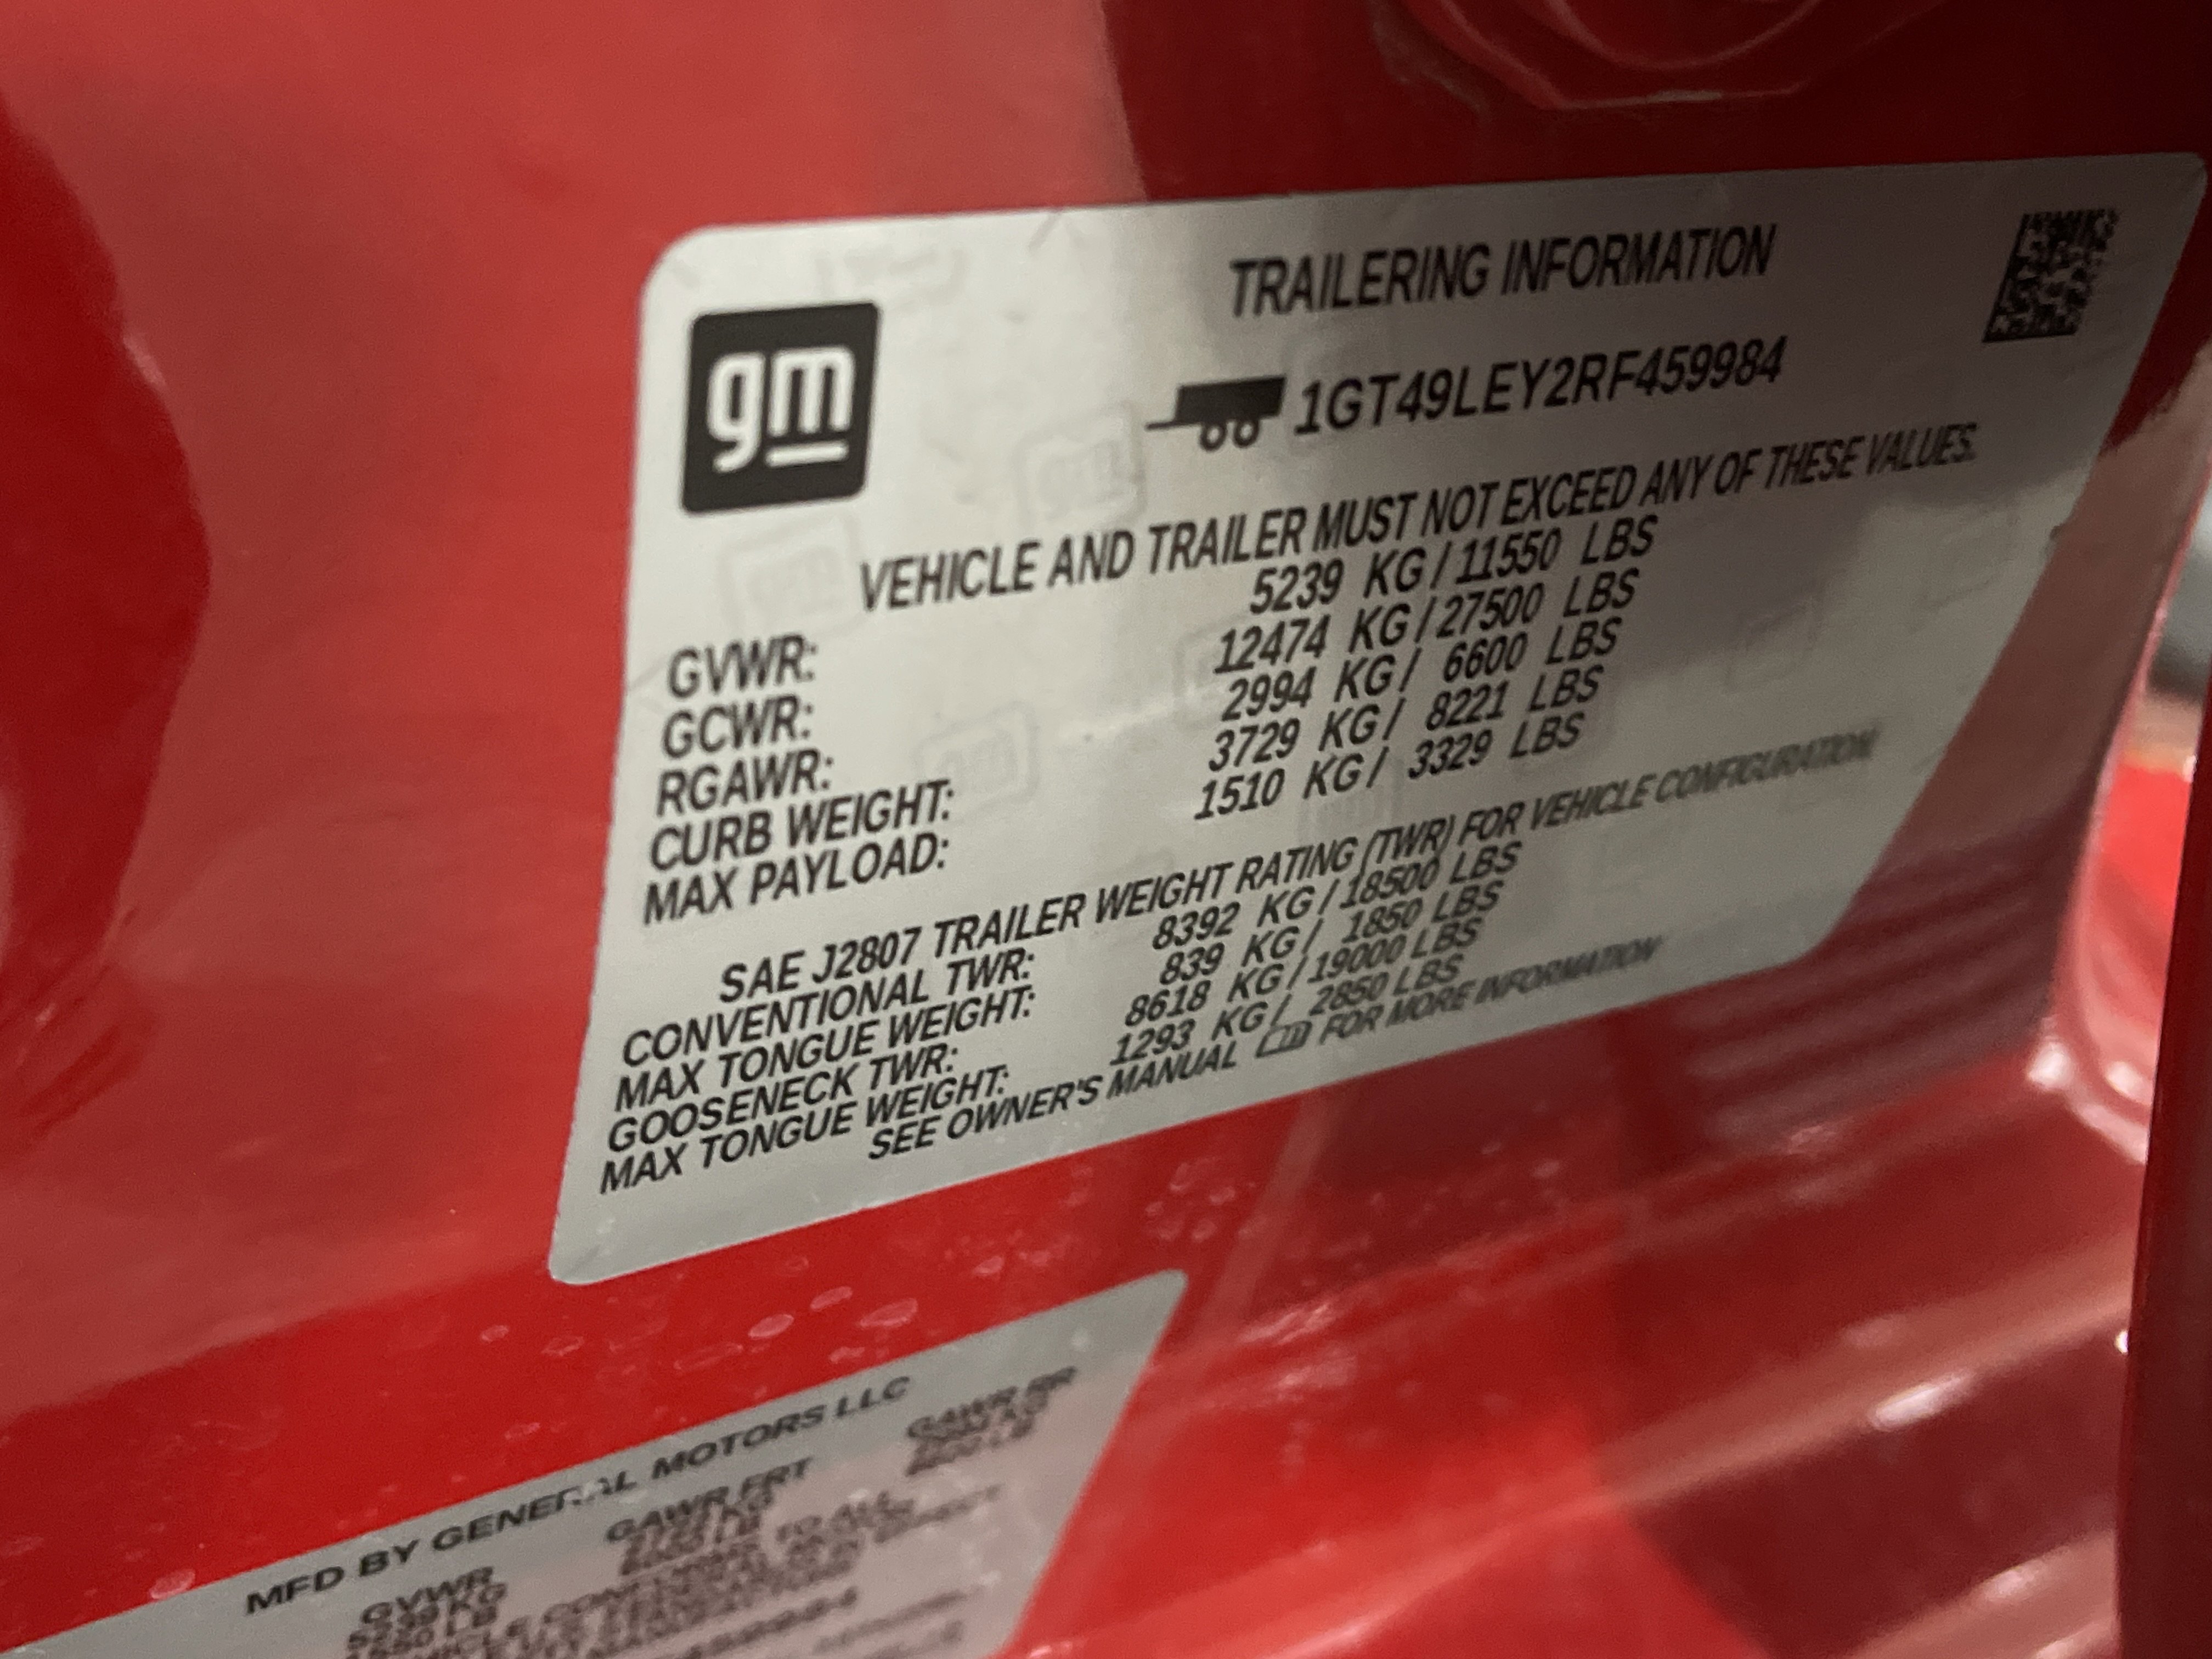 gm
TRAILERING INFORMATION
1GT49LEY2RF459984
VEHICLE AND TRAILER MUST NOT EXCEED ANY OF THESE VALUES.
GVWR: 5239 KG / 11550 LBS
GCWR: 12474 KG / 27500 LBS
RGAWR: 2994 KG / 6600 LBS
CURB WEIGHT: 3729 KG / 8221 LBS
MAX PAYLOAD: 1510 KG / 3329 LBS
SAE J2807 TRAILER WEIGHT RATING (TWR) FOR VEHICLE CONFIGURATION
CONVENTIONAL TWR: 8392 KG / 18500 LBS
MAX TONGUE WEIGHT: 839 KG / 1850 LBS
GOOSENECK TWR: 8618 KG / 19000 LBS
MAX TONGUE WEIGHT: 1293 KG / 2850 LBS
SEE OWNER'S MANUAL FOR MORE INFORMATION
MFD BY GENERAL MOTORS LLC
GVWR GAWR FRT GAWR RR